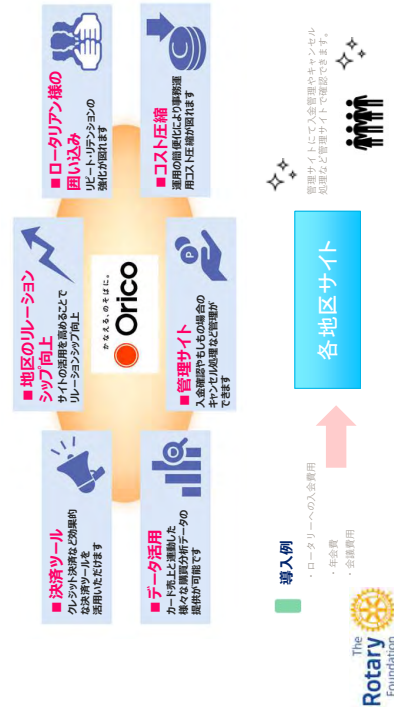 ■決済ツール
クレジット決済など効果的
な決済ツールを
活用いただけます
■地区のリレーション
シップ向上
サイトの活用を高めることで
リレーションシップ向上
■ロータリアン様の
囲い込み
リピート・リテンションの
強化が図れます
かなえる、のそばに。
Orico
■データ活用
カード売上と連動した
様々な購買分析データの
提供が可能です
■管理サイト
入金確認やもしもの場合の
キャンセル処理など管理が
できます
■コスト圧縮
運用の簡便化により事務運
用コスト圧縮が図れます
導入例
・ロータリーへの入会費用
・年会費
・会議費用
各地区サイト
管理サイトにて入金管理やキャンセル
処理など管理サイトで確認できます。
The
Rotary
Foundation